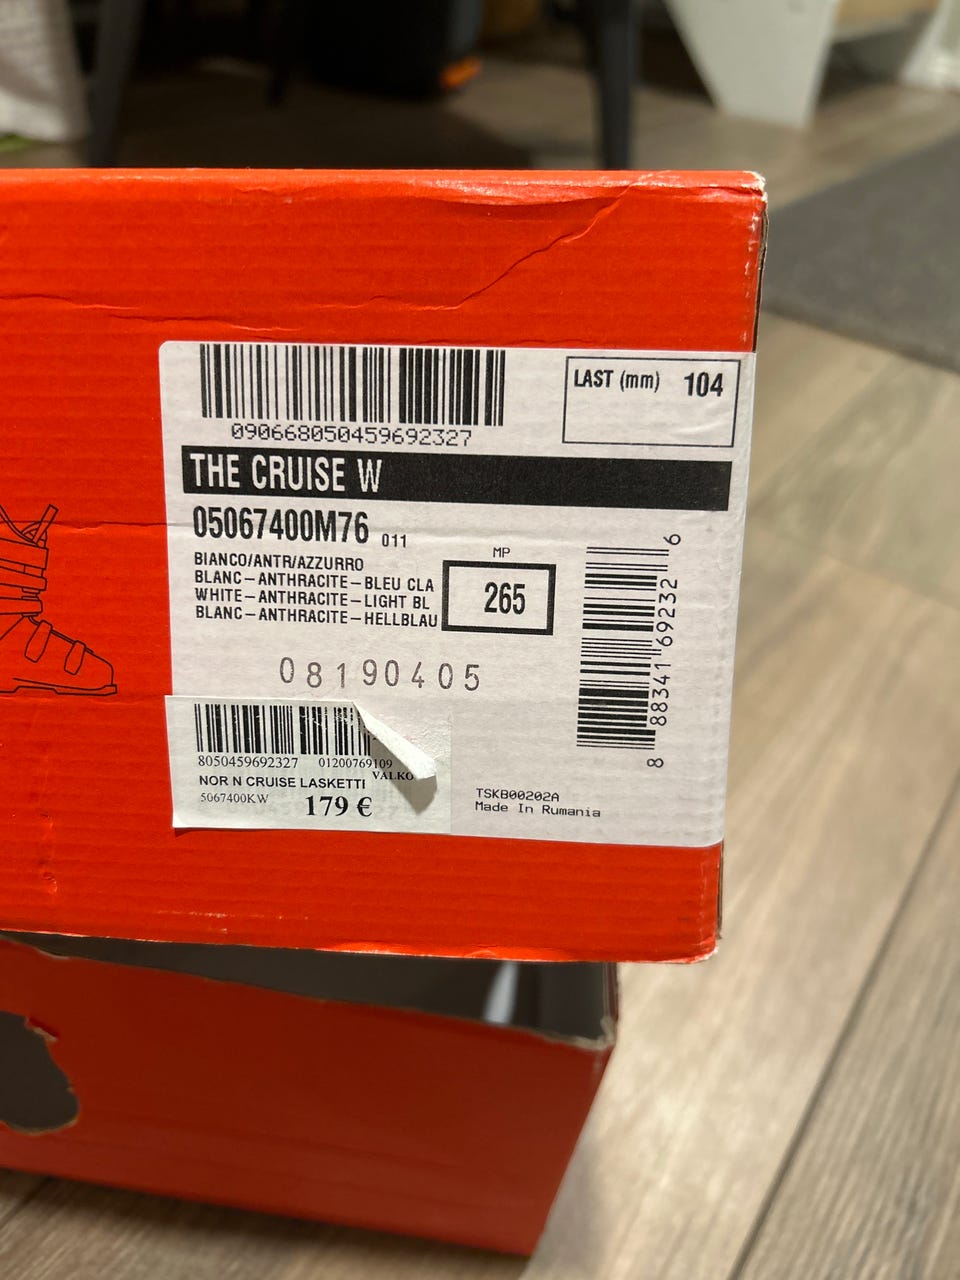 LAST (mm) 104
090668050459692327
THE CRUISE W
05067400M76 011
BIANCO/ANTR/AZZURRO
BLANC-ANTHRACITE-BLEU CLA
WHITE-ANTHRACITE-LIGHT BL
BLANC-ANTHRACITE-HELLBLAU
MP
265
8 88341 69232 6
08190405
8050459692327 01200769109
VALKO
NOR N CRUISE LASKETTI
5067400KW 179 €
TSKB00202A
Made In Rumania